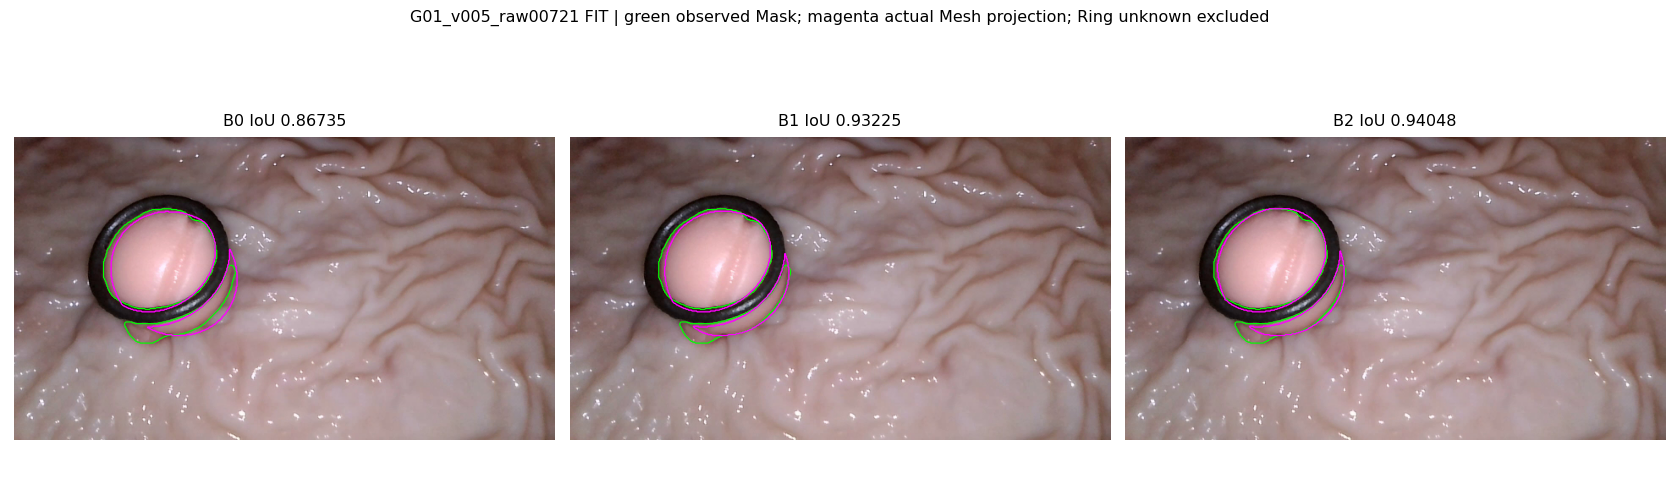 G01_v005_raw00721 FIT | green observed Mask; magenta actual Mesh projection; Ring unknown excluded
B0 IoU 0.86735
B1 IoU 0.93225
B2 IoU 0.94048